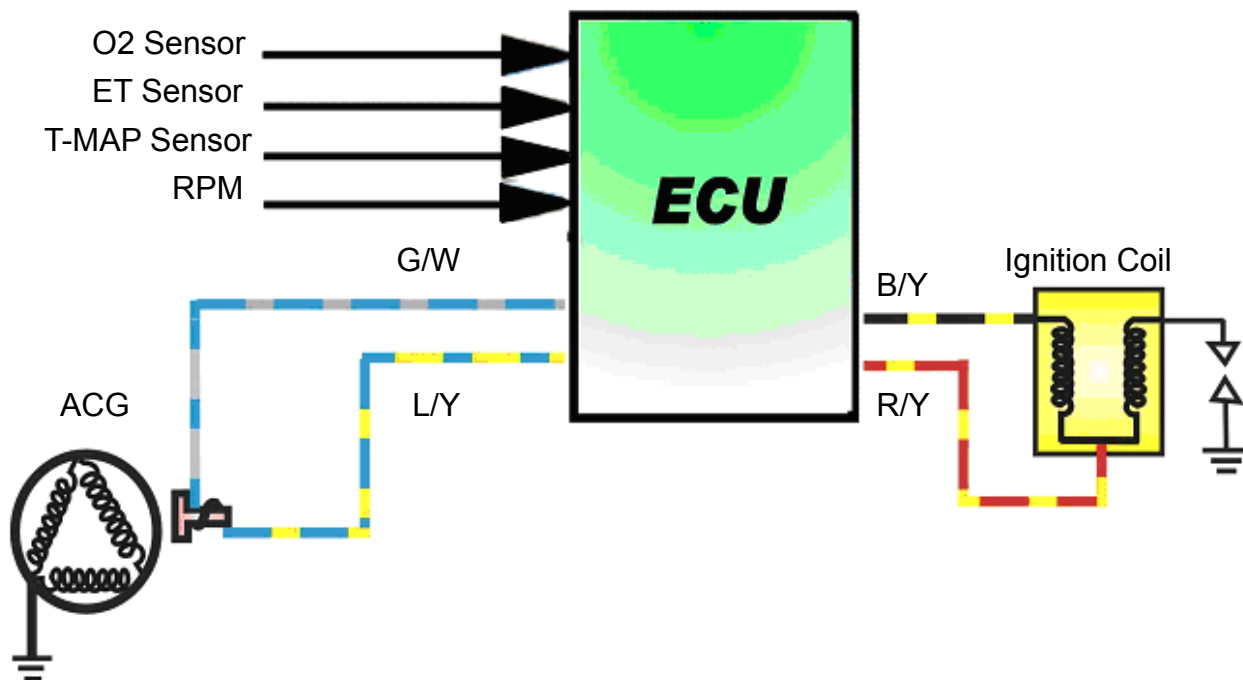 O2 Sensor
ET Sensor
T-MAP Sensor
RPM
ECU
G/W
L/Y
B/Y
R/Y
Ignition Coil
ACG